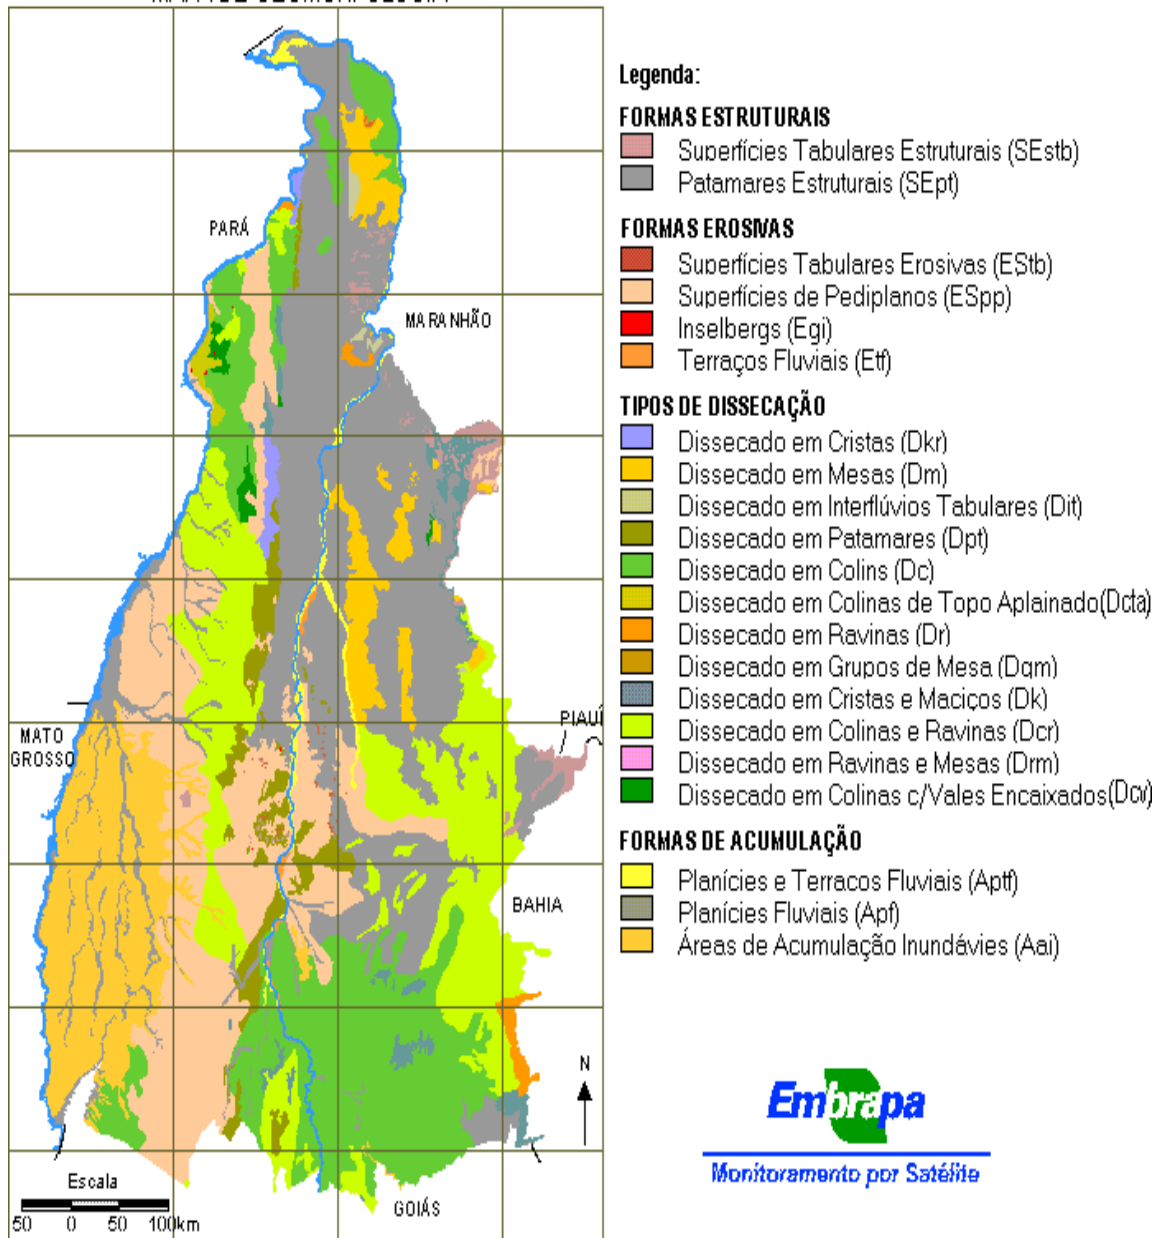 Legenda:
FORMAS ESTRUTURAIS
Superfícies Tabulares Estruturais (SEstb)
Patamares Estruturais (SEpt)
FORMAS EROSIVAS
Superfícies Tabulares Erosivas (EStb)
Superfícies de Pediplanos (ESpp)
Inselbergs (Egi)
Terraços Fluviais (Etf)
TIPOS DE DISSECAÇÃO
Dissecado em Cristas (Dkr)
Dissecado em Mesas (Dm)
Dissecado em Interflúvios Tabulares (Dit)
Dissecado em Patamares (Dpt)
Dissecado em Colins (Dc)
Dissecado em Colinas de Topo Aplainado(Dcta)
Dissecado em Ravinas (Dr)
Dissecado em Grupos de Mesa (Dgm)
Dissecado em Cristas e Maciços (Dk)
Dissecado em Colinas e Ravinas (Dcr)
Dissecado em Ravinas e Mesas (Drm)
Dissecado em Colinas c/Vales Encaixados(Dcv)
FORMAS DE ACUMULAÇÃO
Planícies e Terracos Fluviais (Aptf)
Planícies Fluviais (Apf)
Áreas de Acumulação Inundávies (Aai)
PARÁ
MARANHÃO
PIAUÍ
MATO
GROSSO
BAHIA
N
GOIÁS
Escala
50 0 50 100km
Embrapa
Monitoramento por Satélite